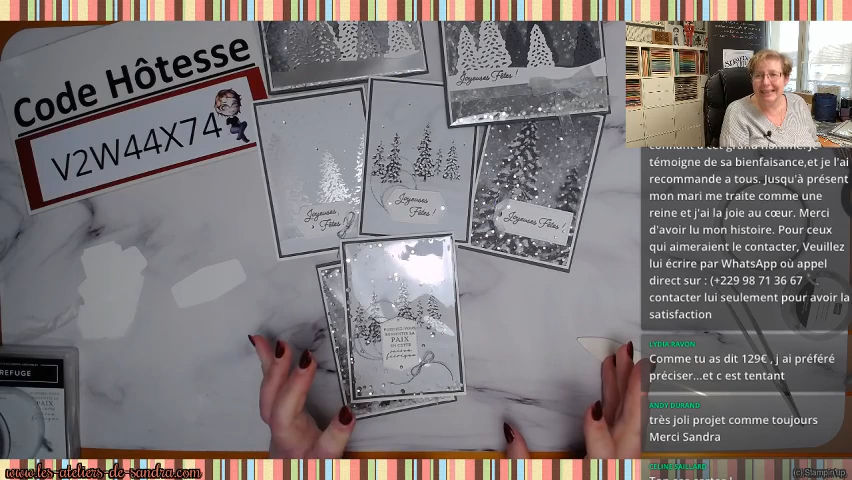 Code Hôtesse
V2W44X74
Joyeuses Fêtes !
Joyeuses
Fêtes !
Joyeuses
Fêtes !
Joyeuses
Fêtes !
PAIX
REFUGE
PAIX
témoigne de sa bienfaisance,et je l'ai
recommande a tous. Jusqu'à présent
mon mari me traite comme une
reine et j'ai la joie au cœur. Merci
d'avoir lu mon histoire. Pour ceux
qui aimeraient le contacter, Veuillez
lui écrire par WhatsApp où appel
direct sur : (+229 98 71 36 67
contacter lui seulement pour avoir la
satisfaction
LYDIA RAVON
Comme tu as dit 129€ , j ai préféré
préciser...et c est tentant
ANDY DURAND
très joli projet comme toujours
Merci Sandra
CELINE SAILLARD
www.les-ateliers-de-sandra.com
(c) Stampin'up